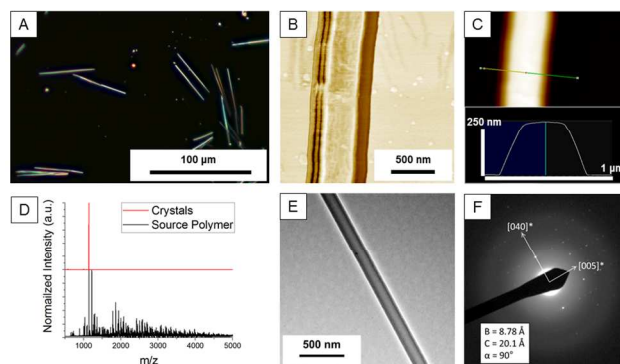 A
100 µm
B
500 nm
C
250 nm
1 µm
D
Normalized Intensity (a.u.)
Crystals
Source Polymer
1000 2000 3000 4000 5000
m/z
E
500 nm
F
[040]*
[005]*
B = 8.78 Å
C = 20.1 Å
α = 90°